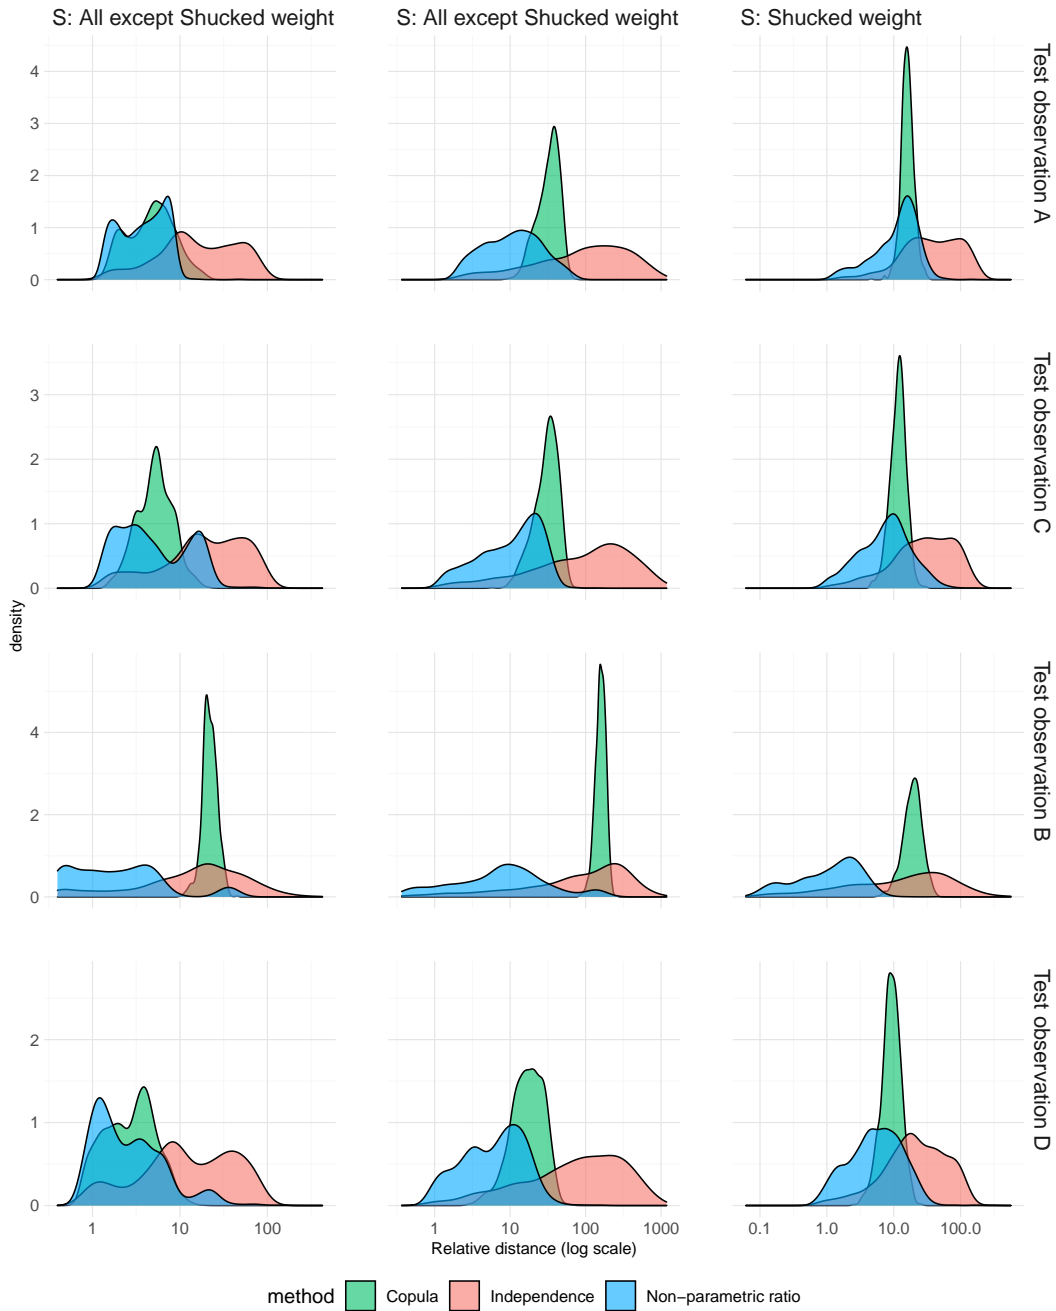 S: All except Shucked weight S: All except Shucked weight S: Shucked weight
4
3
2
1
0
Test observation A
3
2
1
0
Test observation C
density
4
2
0
Test observation B
2
1
0
Test observation D
1 10 100 1 10 100 1000 0.1 1.0 10.0 100.0
Relative distance (log scale)
method Copula Independence Non−parametric ratio